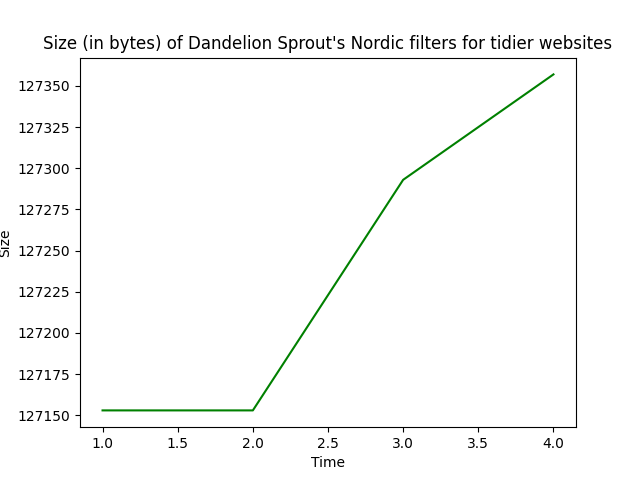 Size (in bytes) of Dandelion Sprout's Nordic filters for tidier websites
127350
127325
127300
127275
127250
127225
127200
127175
127150
Size
1.0 1.5 2.0 2.5 3.0 3.5 4.0
Time